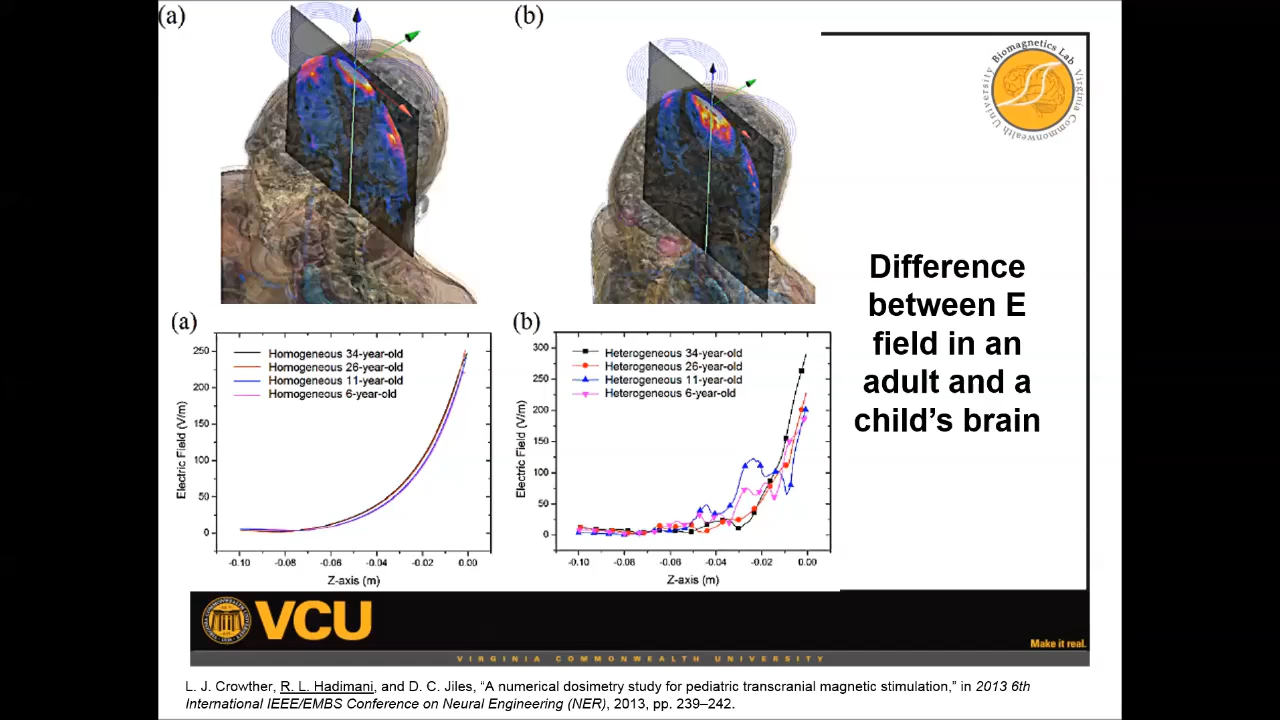 (a)
(b)
Biomagnetics Lab
Virginia Commonwealth University
Difference
between E
field in an
adult and a
child's brain
(a)
Homogeneous 34-year-old
Homogeneous 26-year-old
Homogeneous 11-year-old
Homogeneous 6-year-old
Electric Field (V/m)
250
200
150
100
50
0
-0.10 -0.08 -0.06 -0.04 -0.02 0.00
Z-axis (m)
(b)
Heterogeneous 34-year-old
Heterogeneous 26-year-old
Heterogeneous 11-year-old
Heterogeneous 6-year-old
Electric Field (V/m)
300
250
200
150
100
50
0
-0.10 -0.08 -0.06 -0.04 -0.02 0.00
Z-axis (m)
VCU
Make it real.
VIRGINIA COMMONWEALTH UNIVERSITY
L. J. Crowther, R. L. Hadimani, and D. C. Jiles, “A numerical dosimetry study for pediatric transcranial magnetic stimulation,” in 2013 6th
International IEEE/EMBS Conference on Neural Engineering (NER), 2013, pp. 239–242.